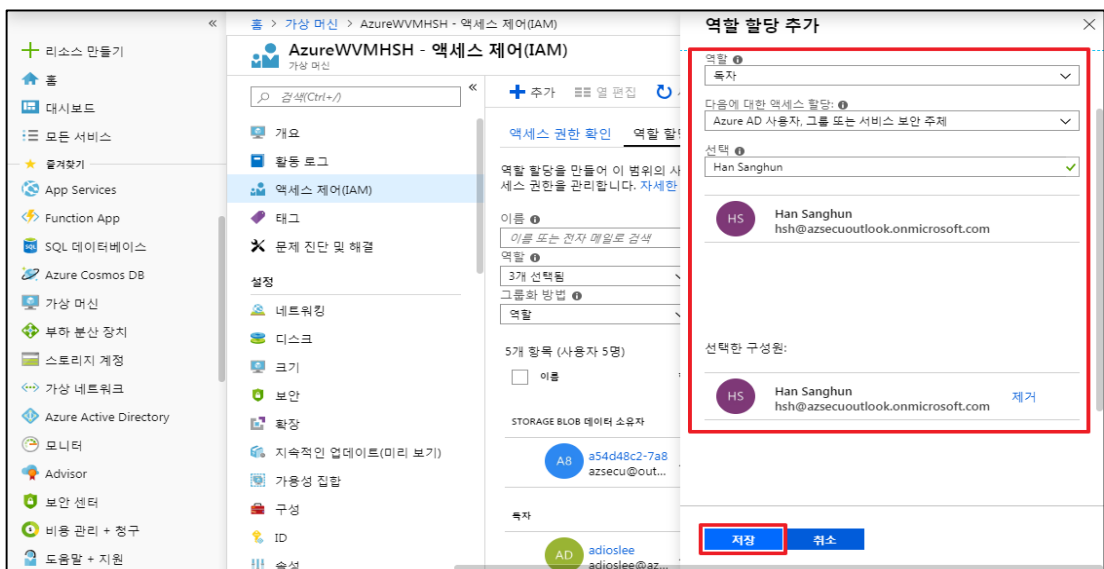 «
리소스 만들기
홈
대시보드
모든 서비스
즐겨찾기
App Services
Function App
SQL 데이터베이스
Azure Cosmos DB
가상 머신
부하 분산 장치
스토리지 계정
가상 네트워크
Azure Active Directory
모니터
Advisor
보안 센터
비용 관리 + 청구
도움말 + 지원
홈 > 가상 머신 > AzureWVMHSH - 액세스 제어(IAM)
AzureWVMHSH - 액세스 제어(IAM)
가상 머신
검색(Ctrl+/)
«
개요
활동 로그
액세스 제어(IAM)
태그
문제 진단 및 해결
설정
네트워킹
디스크
크기
보안
확장
지속적인 업데이트(미리 보기)
가용성 집합
구성
ID
속성
추가 열 편집
액세스 권한 확인 역할 할당
역할 할당을 만들어 이 범위의 사
세스 권한을 관리합니다. 자세한
이름
이름 또는 전자 메일로 검색
역할
3개 선택됨
그룹화 방법
역할
5개 항목 (사용자 5명)
이름
STORAGE BLOB 데이터 소유자
A8
a54d48c2-7a8
azsecu@out...
독자
AD
adioslee
adioslee@az...
역할 할당 추가
역할
독자
다음에 대한 액세스 할당:
Azure AD 사용자, 그룹 또는 서비스 보안 주체
선택
Han Sanghun
HS
Han Sanghun
hsh@azsecuoutlook.onmicrosoft.com
선택한 구성원:
HS
Han Sanghun
hsh@azsecuoutlook.onmicrosoft.com
제거
저장 취소